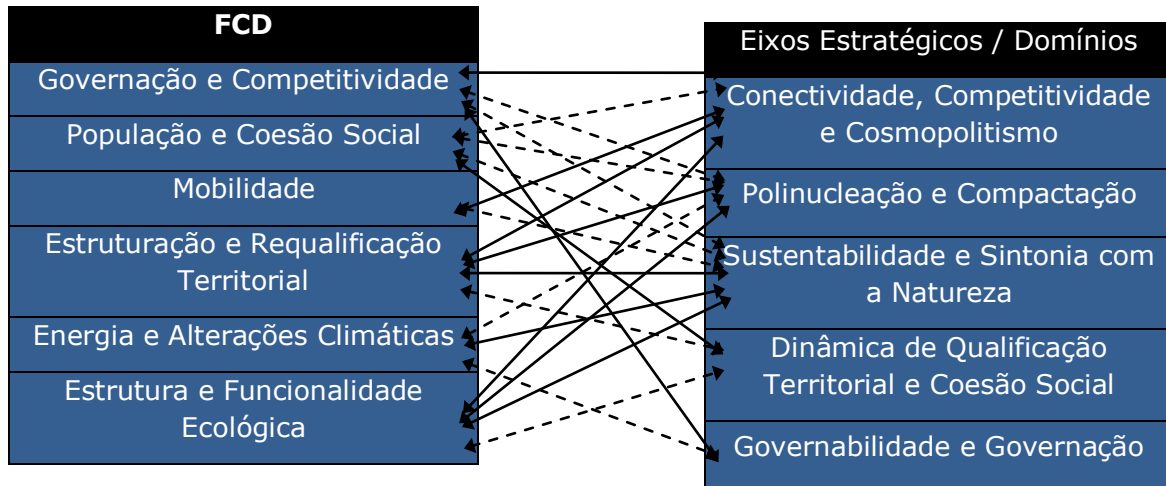 FCD
Governação e Competitividade
População e Coesão Social
Mobilidade
Estruturação e Requalificação
Territorial
Energia e Alterações Climáticas
Estrutura e Funcionalidade
Ecológica
Eixos Estratégicos / Domínios
Conectividade, Competitividade
e Cosmopolitismo
Polinucleação e Compactação
Sustentabilidade e Sintonia com
a Natureza
Dinâmica de Qualificação
Territorial e Coesão Social
Governabilidade e Governação